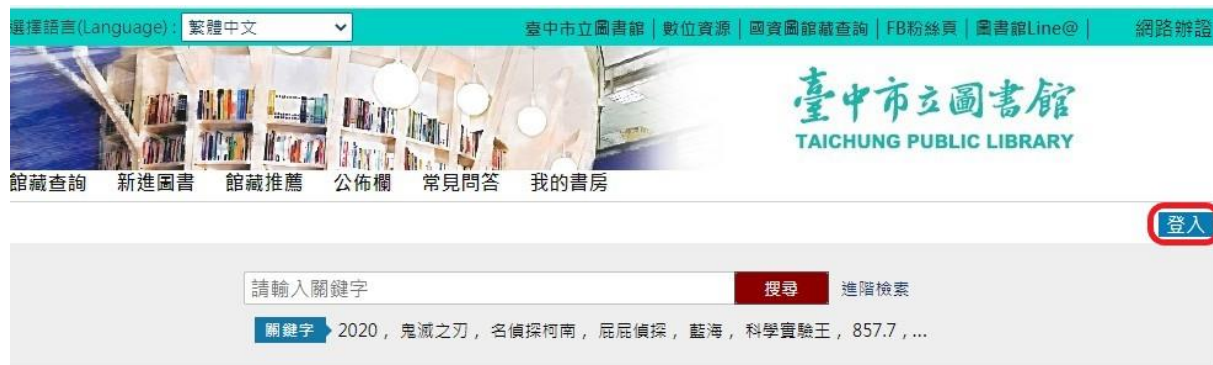 選擇語言(Language): 繁體中文 臺中市立圖書館 | 數位資源 | 國資圖館藏查詢 | FB粉絲頁 | 圖書館Line@ | 網路辦證
臺中市立圖書館
TAICHUNG PUBLIC LIBRARY
館藏查詢 新進圖書 館藏推薦 公佈欄 常見問答 我的書房
登入
請輸入關鍵字 搜尋 進階檢索
關鍵字 2020 , 鬼滅之刃 , 名偵探柯南 , 屁屁偵探 , 藍海 , 科學實驗王 , 857.7 , ...